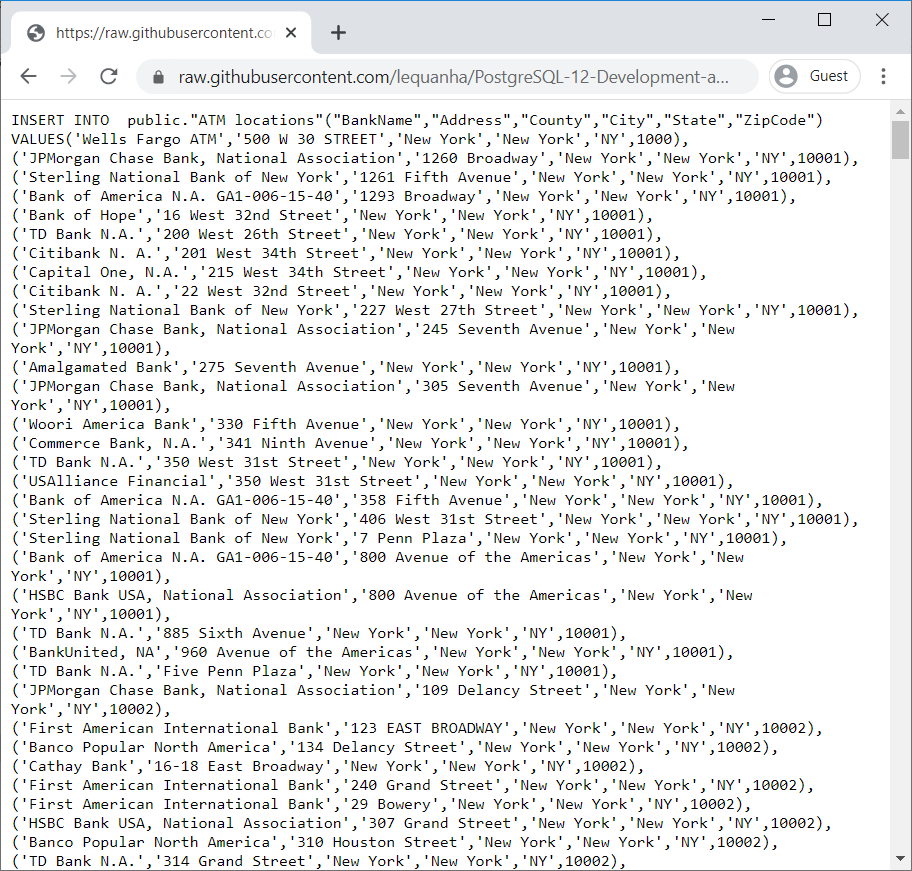 https://raw.githubusercontent.co
raw.githubusercontent.com/lequanha/PostgreSQL-12-Development-a...
Guest
INSERT INTO  public."ATM locations"("BankName","Address","County","City","State","ZipCode")
VALUES('Wells Fargo ATM','500 W 30 STREET','New York','New York','NY',1000),
('JPMorgan Chase Bank, National Association','1260 Broadway','New York','New York','NY',10001),
('Sterling National Bank of New York','1261 Fifth Avenue','New York','New York','NY',10001),
('Bank of America N.A. GA1-006-15-40','1293 Broadway','New York','New York','NY',10001),
('Bank of Hope','16 West 32nd Street','New York','New York','NY',10001),
('TD Bank N.A.','200 West 26th Street','New York','New York','NY',10001),
('Citibank N. A.','201 West 34th Street','New York','New York','NY',10001),
('Capital One, N.A.','215 West 34th Street','New York','New York','NY',10001),
('Citibank N. A.','22 West 32nd Street','New York','New York','NY',10001),
('Sterling National Bank of New York','227 West 27th Street','New York','New York','NY',10001),
('JPMorgan Chase Bank, National Association','245 Seventh Avenue','New York','New
York','NY',10001),
('Amalgamated Bank','275 Seventh Avenue','New York','New York','NY',10001),
('JPMorgan Chase Bank, National Association','305 Seventh Avenue','New York','New
York','NY',10001),
('Woori America Bank','330 Fifth Avenue','New York','New York','NY',10001),
('Commerce Bank, N.A.','341 Ninth Avenue','New York','New York','NY',10001),
('TD Bank N.A.','350 West 31st Street','New York','New York','NY',10001),
('USAlliance Financial','350 West 31st Street','New York','New York','NY',10001),
('Bank of America N.A. GA1-006-15-40','358 Fifth Avenue','New York','New York','NY',10001),
('Sterling National Bank of New York','406 West 31st Street','New York','New York','NY',10001),
('Sterling National Bank of New York','7 Penn Plaza','New York','New York','NY',10001),
('Bank of America N.A. GA1-006-15-40','800 Avenue of the Americas','New York','New
York','NY',10001),
('HSBC Bank USA, National Association','800 Avenue of the Americas','New York','New
York','NY',10001),
('TD Bank N.A.','885 Sixth Avenue','New York','New York','NY',10001),
('BankUnited, NA','960 Avenue of the Americas','New York','New York','NY',10001),
('TD Bank N.A.','Five Penn Plaza','New York','New York','NY',10001),
('JPMorgan Chase Bank, National Association','109 Delancy Street','New York','New
York','NY',10002),
('First American International Bank','123 EAST BROADWAY','New York','New York','NY',10002),
('Banco Popular North America','134 Delancy Street','New York','New York','NY',10002),
('Cathay Bank','16-18 East Broadway','New York','New York','NY',10002),
('First American International Bank','240 Grand Street','New York','New York','NY',10002),
('First American International Bank','29 Bowery','New York','New York','NY',10002),
('HSBC Bank USA, National Association','307 Grand Street','New York','New York','NY',10002),
('Banco Popular North America','310 Houston Street','New York','New York','NY',10002),
('TD Bank N.A.','314 Grand Street','New York','New York','NY',10002),